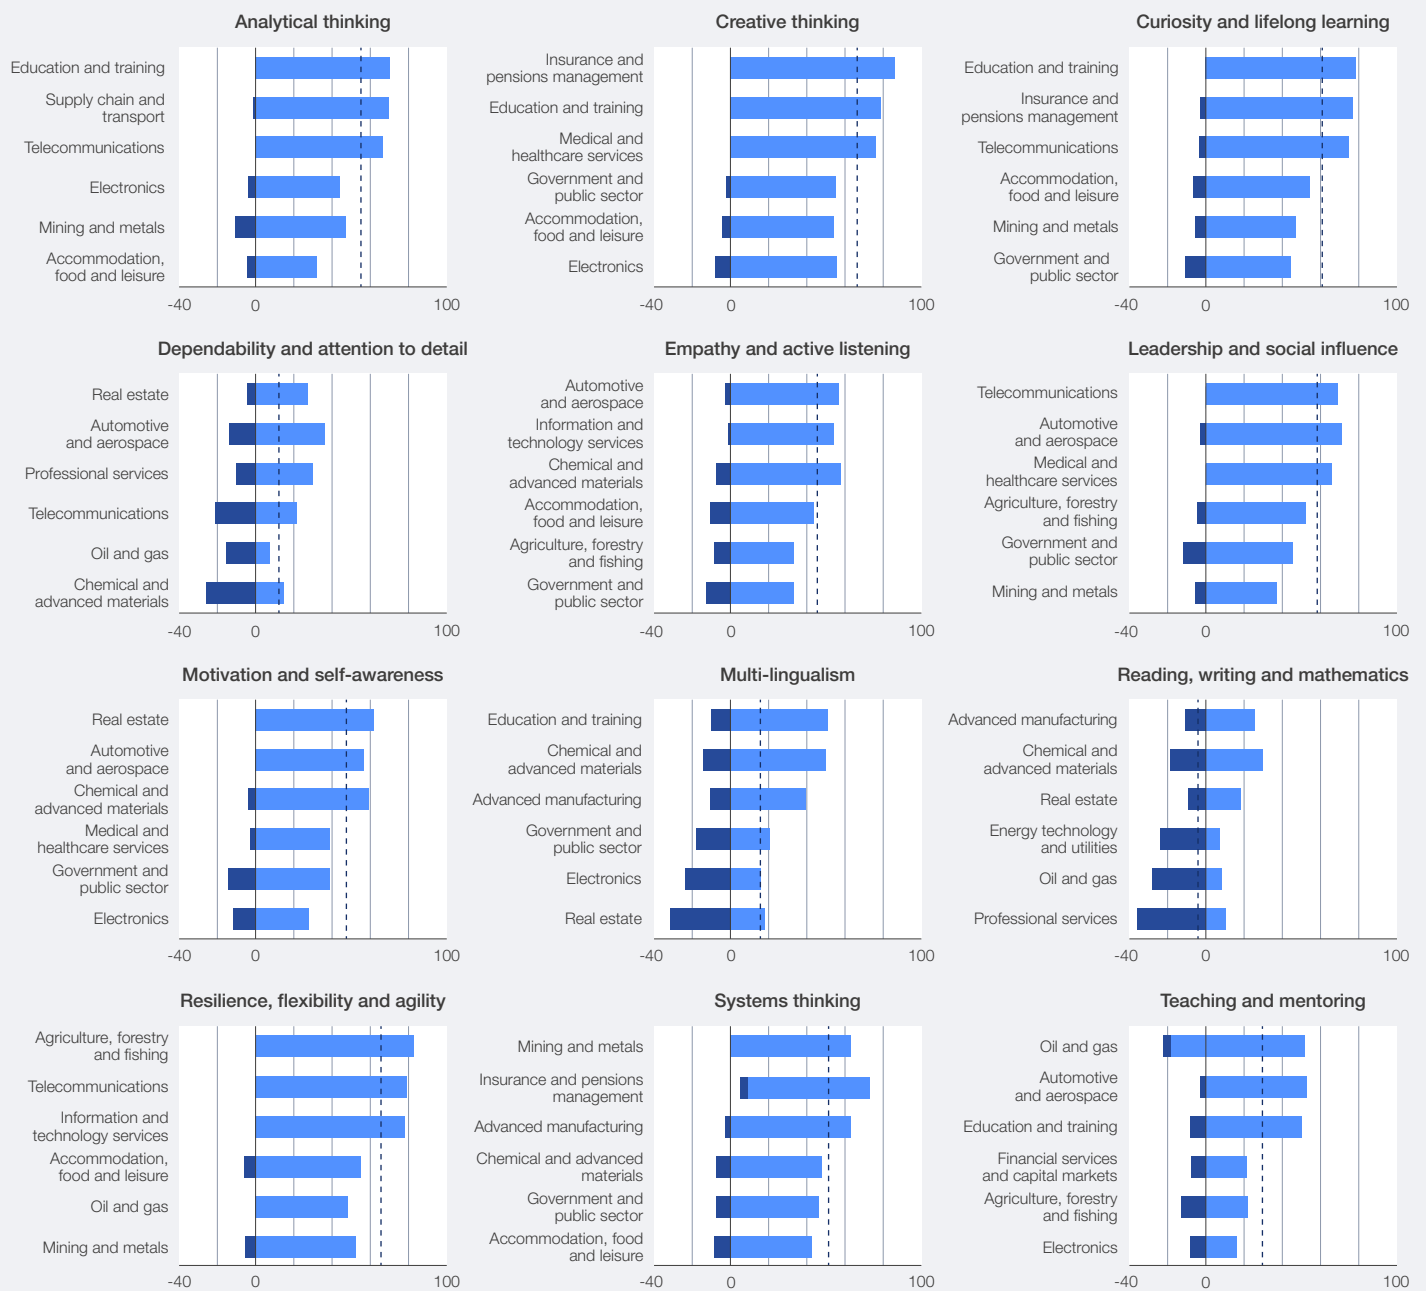 Analytical thinking
Education and training
Supply chain and
transport
Telecommunications
Electronics
Mining and metals
Accommodation,
food and leisure
-40 0 100
Creative thinking
Insurance and
pensions management
Education and training
Medical and
healthcare services
Government and
public sector
Accommodation,
food and leisure
Electronics
-40 0 100
Curiosity and lifelong learning
Education and training
Insurance and
pensions management
Telecommunications
Accommodation,
food and leisure
Mining and metals
Government and
public sector
-40 0 100
Dependability and attention to detail
Real estate
Automotive
and aerospace
Professional services
Telecommunications
Oil and gas
Chemical and
advanced materials
-40 0 100
Empathy and active listening
Automotive
and aerospace
Information and
technology services
Chemical and
advanced materials
Accommodation,
food and leisure
Agriculture, forestry
and fishing
Government and
public sector
-40 0 100
Leadership and social influence
Telecommunications
Automotive
and aerospace
Medical and
healthcare services
Agriculture, forestry
and fishing
Government and
public sector
Mining and metals
-40 0 100
Motivation and self-awareness
Real estate
Automotive
and aerospace
Chemical and
advanced materials
Medical and
healthcare services
Government and
public sector
Electronics
-40 0 100
Multi-lingualism
Education and training
Chemical and
advanced materials
Advanced manufacturing
Government and
public sector
Electronics
Real estate
-40 0 100
Reading, writing and mathematics
Advanced manufacturing
Chemical and
advanced materials
Real estate
Energy technology
and utilities
Oil and gas
Professional services
-40 0 100
Resilience, flexibility and agility
Agriculture, forestry
and fishing
Telecommunications
Information and
technology services
Accommodation,
food and leisure
Oil and gas
Mining and metals
-40 0 100
Systems thinking
Mining and metals
Insurance and pensions
management
Advanced manufacturing
Chemical and advanced
materials
Government and
public sector
Accommodation, food
and leisure
-40 0 100
Teaching and mentoring
Oil and gas
Automotive
and aerospace
Education and training
Financial services
and capital markets
Agriculture, forestry
and fishing
Electronics
-40 0 100